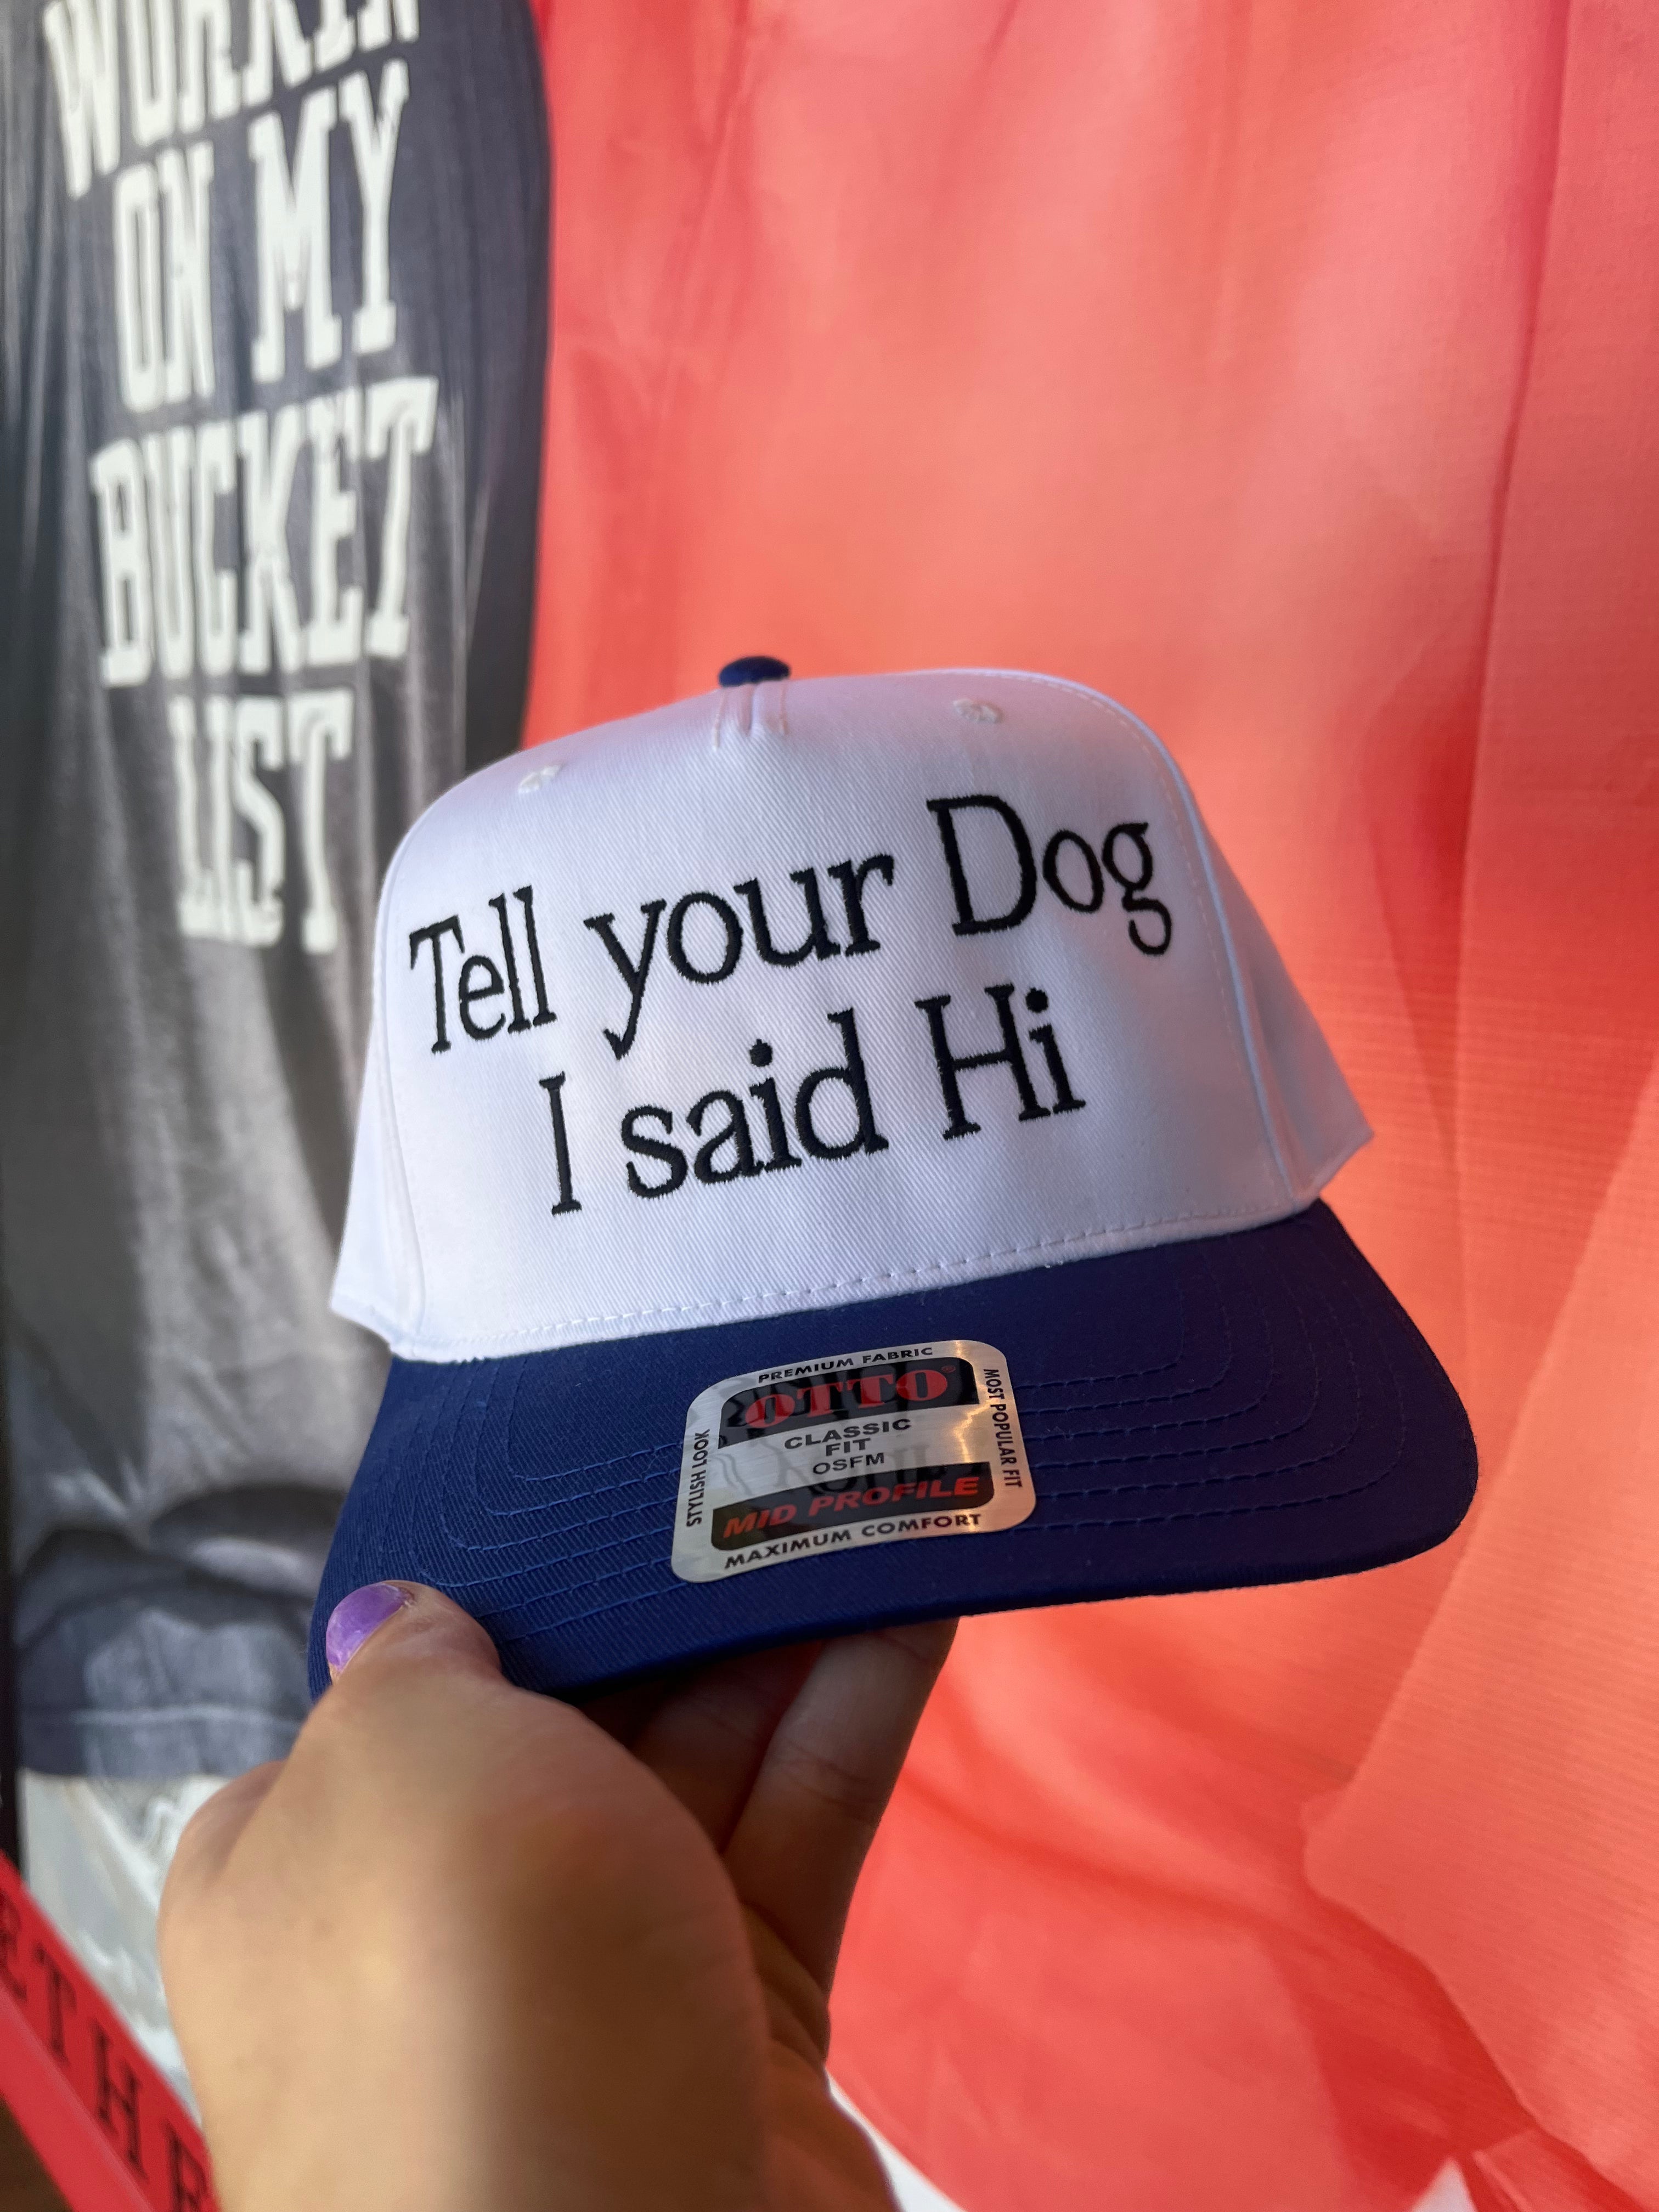 WORKIN
ON MY
BUCKET
LIST
Tell your Dog
I said Hi
PREMIUM FABRIC
OTTO®
CLASSIC
FIT
OSFM
MID PROFILE
MAXIMUM COMFORT
STYLISH LOOK
MOST POPULAR FIT